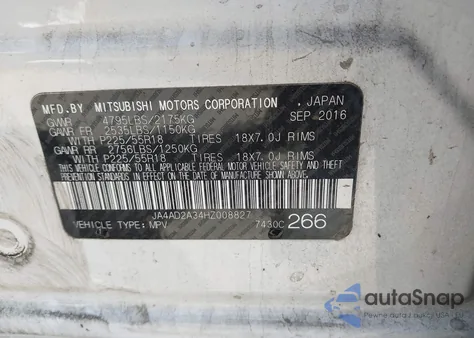 MFD.BY MITSUBISHI MOTORS CORPORATION , JAPAN
GVWR 4795LBS/2175KG SEP 2016
GAWR FR 2535LBS/1150KG
WITH P225/55R18 TIRES 18X7.0J RIMS
GAWR RR 2756LBS/1250KG
WITH P225/55R18 TIRES 18X7.0J RIMS
THIS VEHICLE CONFORMS TO ALL APPLICABLE FEDERAL
MOTOR VEHICLE SAFETY, BUMPER, AND THEFT
PREVENTION STANDARDS IN EFFECT ON THE DATE OF
MANUFACTURE SHOWN ABOVE.
JA4AD2A34HZ008827
VEHICLE TYPE: MPV 7430C 266
autoSnap